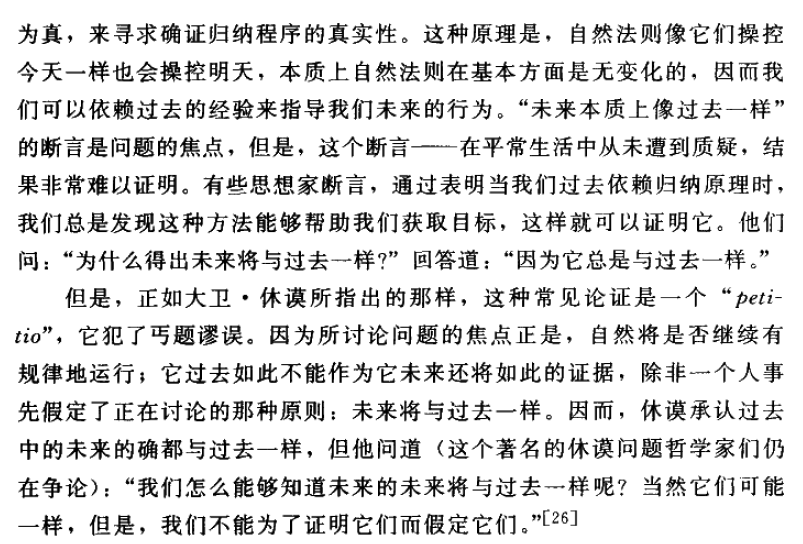 为真，来寻求确证归纳程序的真实性。这种原理是，自然法则像它们操控
今天一样也会操控明天，本质上自然法则在基本方面是无变化的，因而我
们可以依赖过去的经验来指导我们未来的行为。“未来本质上像过去一样”
的断言是问题的焦点，但是，这个断言——在平常生活中从未遭到质疑，结
果非常难以证明。有些思想家断言，通过表明当我们过去依赖归纳原理时，
我们总是发现这种方法能够帮助我们获取目标，这样就可以证明它。他们
问：“为什么得出未来将与过去一样?”回答道：“因为它总是与过去一样。”
但是，正如大卫·休谟所指出的那样，这种常见论证是一个“peti-
tio”，它犯了丐题谬误。因为所讨论问题的焦点正是，自然将是否继续有
规律地运行；它过去如此不能作为它未来还将如此的证据，除非一个人事
先假定了正在讨论的那种原则：未来将与过去一样。因而，休谟承认过去
中的未来的确都与过去一样，但他问道（这个著名的休谟问题哲学家们仍
在争论）：“我们怎么能够知道未来的未来将与过去一样呢？当然它们可能
一样，但是，我们不能为了证明它们而假定它们。”[26]